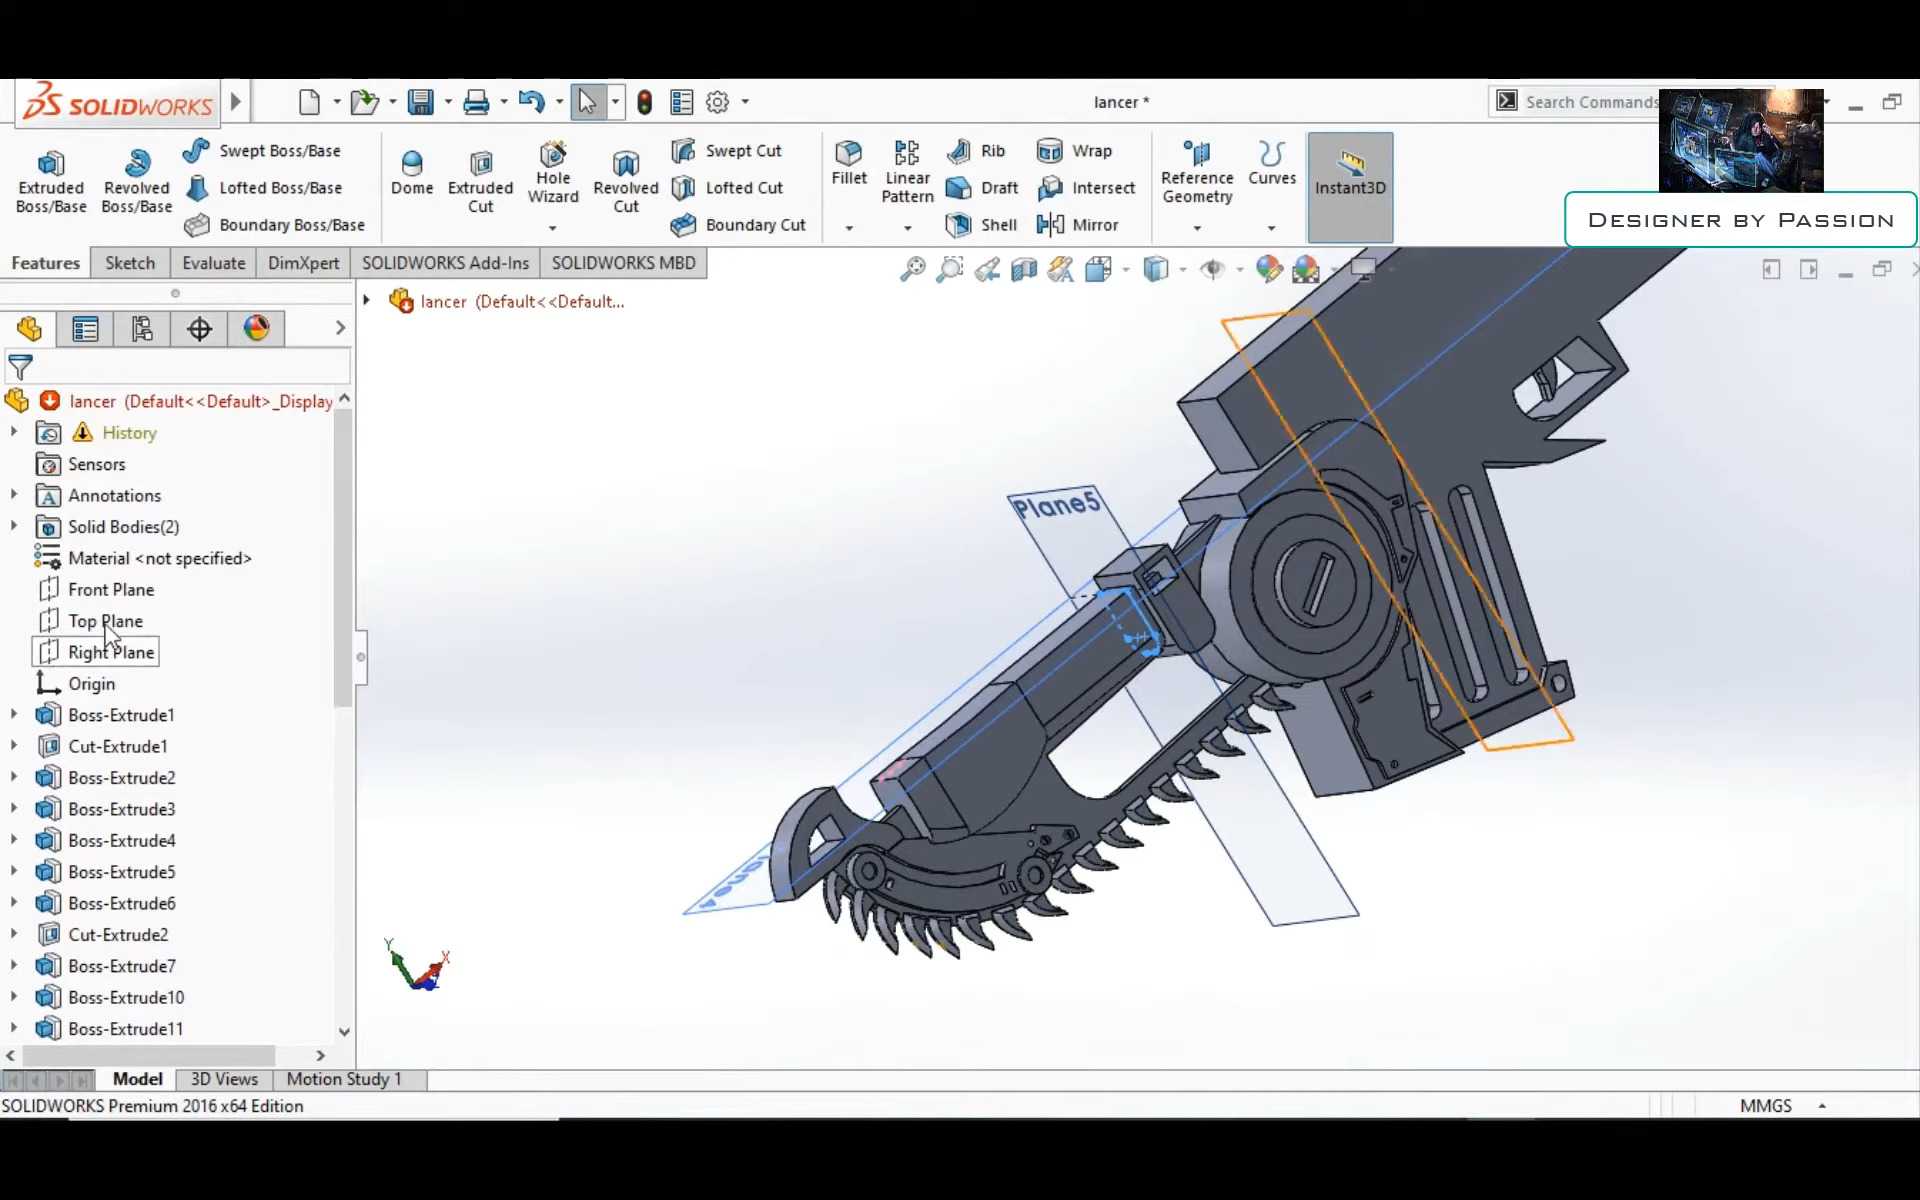 SOLIDWORKS
lancer *
Search Commands
Extruded Boss/Base
Revolved Boss/Base
Swept Boss/Base
Lofted Boss/Base
Boundary Boss/Base
Dome
Extruded Cut
Hole Wizard
Revolved Cut
Swept Cut
Lofted Cut
Boundary Cut
Fillet
Linear Pattern
Rib
Draft
Shell
Wrap
Intersect
Mirror
Reference Geometry
Curves
Instant3D
Designer by Passion
Features
Sketch
Evaluate
DimXpert
SOLIDWORKS Add-Ins
SOLIDWORKS MBD
lancer (Default<<Default...
lancer (Default<<Default>_Display
History
Sensors
Annotations
Solid Bodies(2)
Material <not specified>
Front Plane
Top Plane
Right Plane
Origin
Boss-Extrude1
Cut-Extrude1
Boss-Extrude2
Boss-Extrude3
Boss-Extrude4
Boss-Extrude5
Boss-Extrude6
Cut-Extrude2
Boss-Extrude7
Boss-Extrude10
Boss-Extrude11
Plane5
Y
X
Model
3D Views
Motion Study 1
SOLIDWORKS Premium 2016 x64 Edition
MMGS